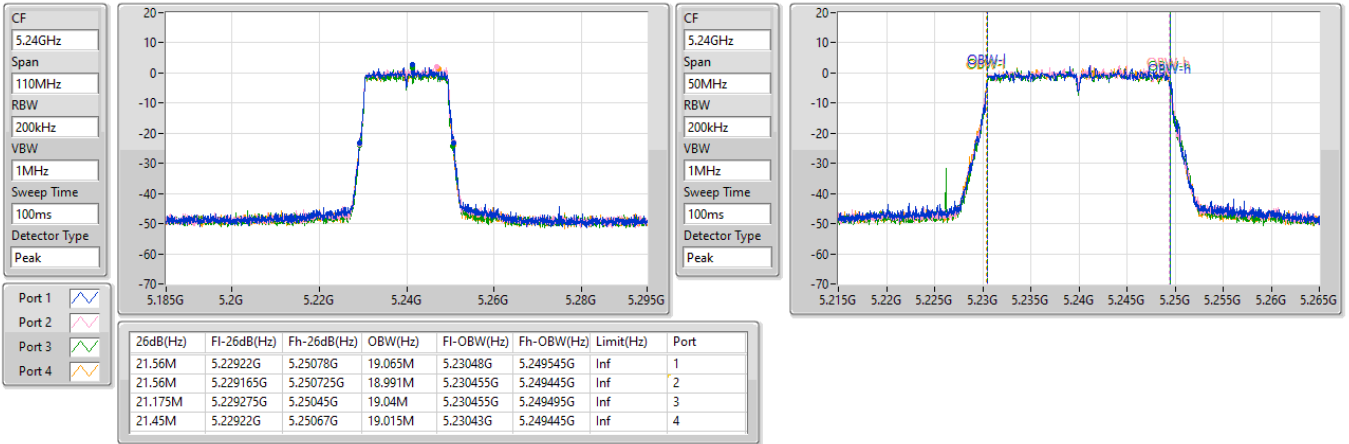 CF
5.24GHz
Span
110MHz
RBW
200kHz
VBW
1MHz
Sweep Time
100ms
Detector Type
Peak
20
10
0
-10
-20
-30
-40
-50
-60
-70
5.185G 5.2G 5.22G 5.24G 5.26G 5.28G 5.295G
CF
5.24GHz
Span
50MHz
RBW
200kHz
VBW
1MHz
Sweep Time
100ms
Detector Type
Peak
20
10
0
-10
-20
-30
-40
-50
-60
-70
OBW-l
OBW-h
5.215G 5.22G 5.225G 5.23G 5.235G 5.24G 5.245G 5.25G 5.255G 5.26G 5.265G
Port 1
Port 2
Port 3
Port 4
26dB(Hz) Fl-26dB(Hz) Fh-26dB(Hz) OBW(Hz) Fl-OBW(Hz) Fh-OBW(Hz) Limit(Hz) Port
21.56M 5.22922G 5.25078G 19.065M 5.23048G 5.249545G Inf 1
21.56M 5.229165G 5.250725G 18.991M 5.230455G 5.249445G Inf 2
21.175M 5.229275G 5.25045G 19.04M 5.230455G 5.249495G Inf 3
21.45M 5.22922G 5.25067G 19.015M 5.23043G 5.249445G Inf 4